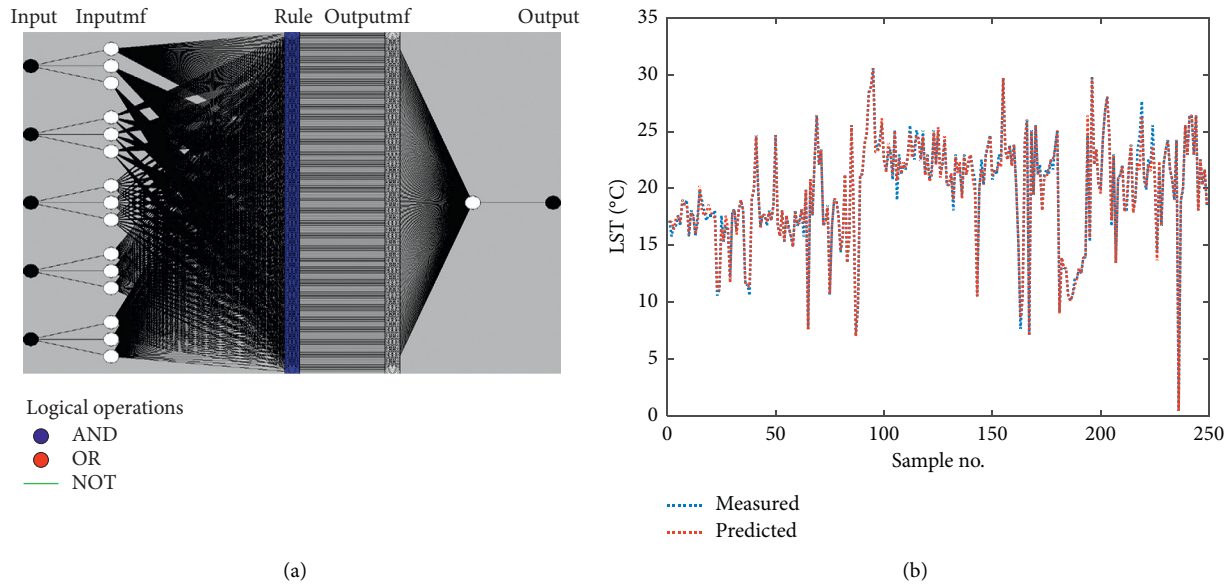 Input Inputmf Rule Outputmf Output
Logical operations
AND
OR
NOT
(a)
35
30
25
20
15
10
5
0
LST (°C)
0 50 100 150 200 250
Sample no.
Measured
Predicted
(b)